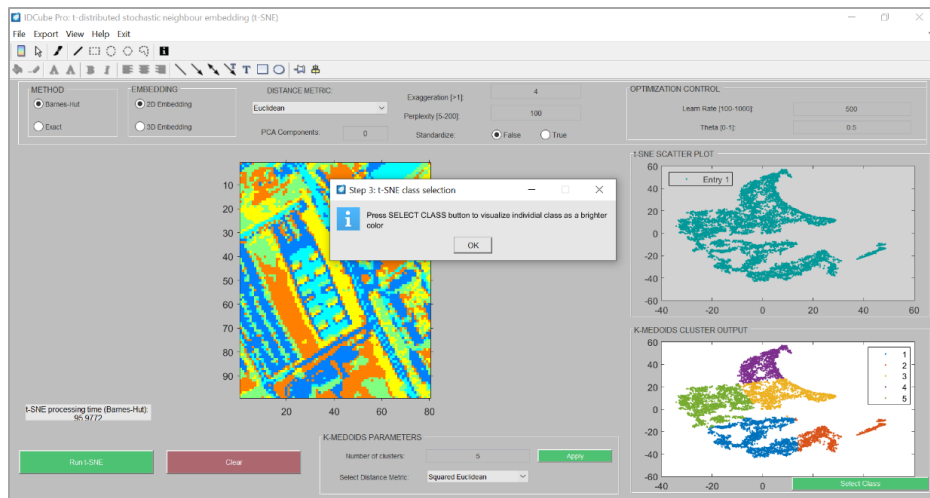 IDCube Pro: t-distributed stochastic neighbour embedding (t-SNE)
File Export View Help Exit
METHOD
Barnes-Hut
Exact
EMBEDDING
2D Embedding
3D Embedding
DISTANCE METRIC:
Euclidean
PCA Components: 0
Exaggeration [>1]: 4
Perplexity [5-200]: 100
Standardize: False True
OPTIMIZATION CONTROL
Learn Rate [100-1000]: 500
Theta [0-1]: 0.5
10
20
30
40
50
60
70
80
90
20 40 60 80
Step 3: t-SNE class selection
Press SELECT CLASS button to visualize individial class as a brighter
color
OK
t-SNE SCATTER PLOT
Entry 1
60
40
20
0
-20
-40
-60
-40 -20 0 20 40 60
K-MEDOIDS CLUSTER OUTPUT
1
2
3
4
5
60
40
20
0
-20
-40
-60
-40 -20 0 20 40 60
Select Class
t-SNE processing time (Barnes-Hut):
95.9772
Run t-SNE
Clear
K-MEDOIDS PARAMETERS
Number of clusters: 5 Apply
Select Distance Metric: Squared Euclidean